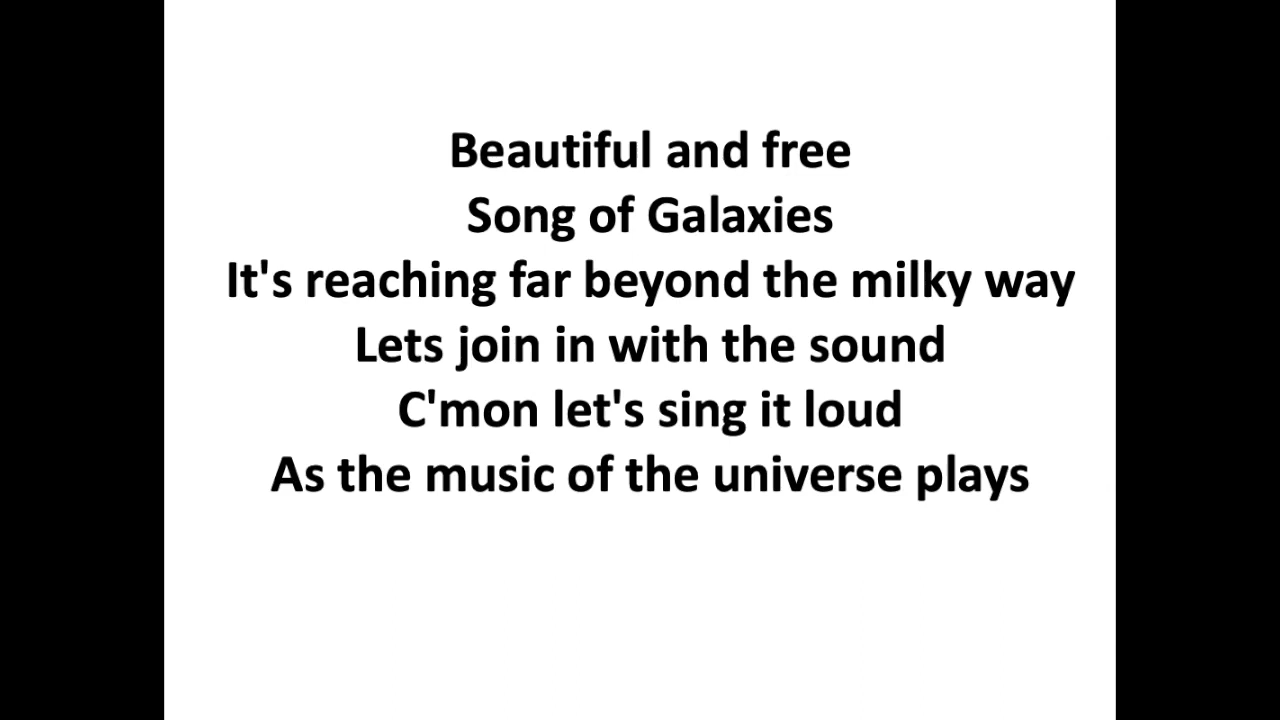 Beautiful and free
Song of Galaxies
It's reaching far beyond the milky way
Lets join in with the sound
C'mon let's sing it loud
As the music of the universe plays